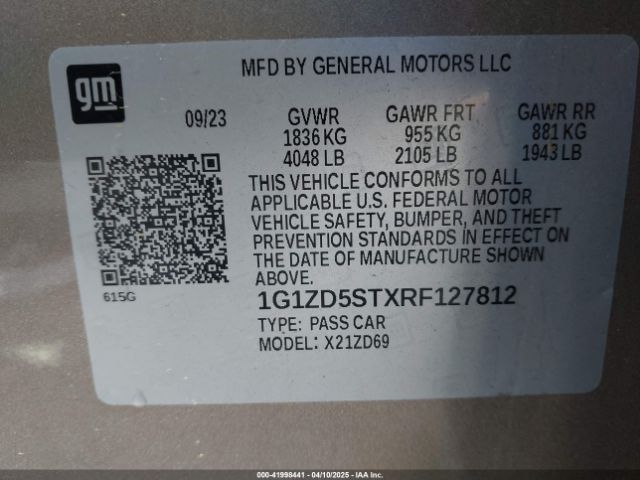 gm
MFD BY GENERAL MOTORS LLC
09/23 GVWR GAWR FRT GAWR RR
1836 KG 955 KG 881 KG
4048 LB 2105 LB 1943 LB
THIS VEHICLE CONFORMS TO ALL
APPLICABLE U.S. FEDERAL MOTOR
VEHICLE SAFETY, BUMPER, AND THEFT
PREVENTION STANDARDS IN EFFECT ON
THE DATE OF MANUFACTURE SHOWN
ABOVE.
615G
1G1ZD5STXRF127812
TYPE: PASS CAR
MODEL: X21ZD69
000-41998441 - 04/10/2025 - IAA Inc.